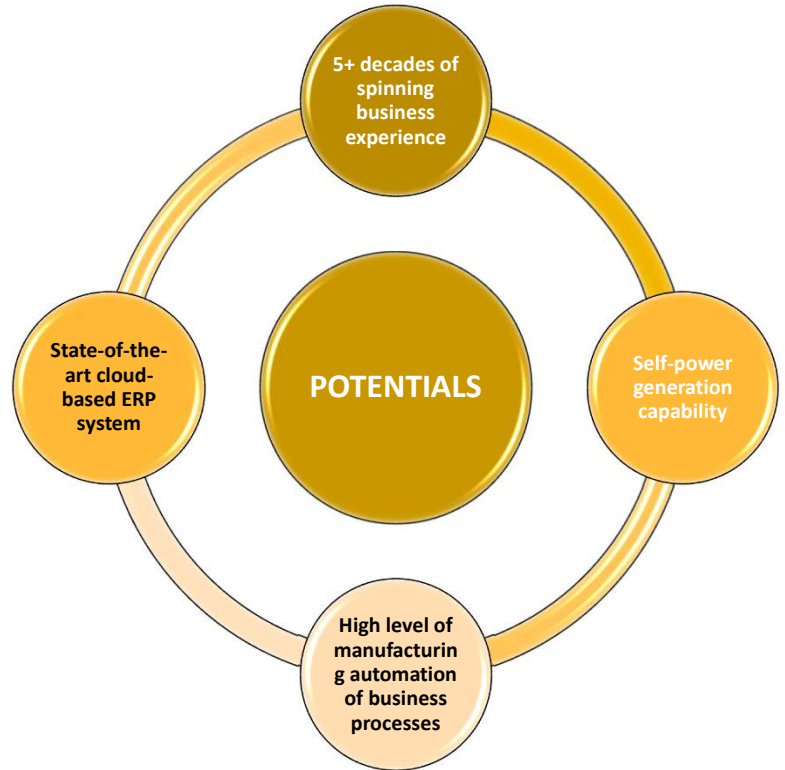 5+ decades of
spinning
business
experience
State-of-the-
art cloud-
based ERP
system
POTENTIALS
Self-power
generation
capability
High level of
manufacturin
g automation
of business
processes